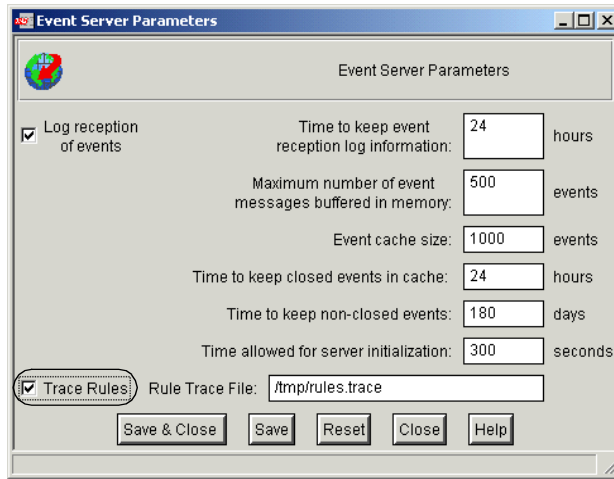 Event Server Parameters
Event Server Parameters
Log reception
of events
Time to keep event
reception log information:
24
hours
Maximum number of event
messages buffered in memory:
500
events
Event cache size:
1000
events
Time to keep closed events in cache:
24
hours
Time to keep non-closed events:
180
days
Time allowed for server initialization:
300
seconds
Trace Rules
Rule Trace File:
/tmp/rules.trace
Save & Close
Save
Reset
Close
Help